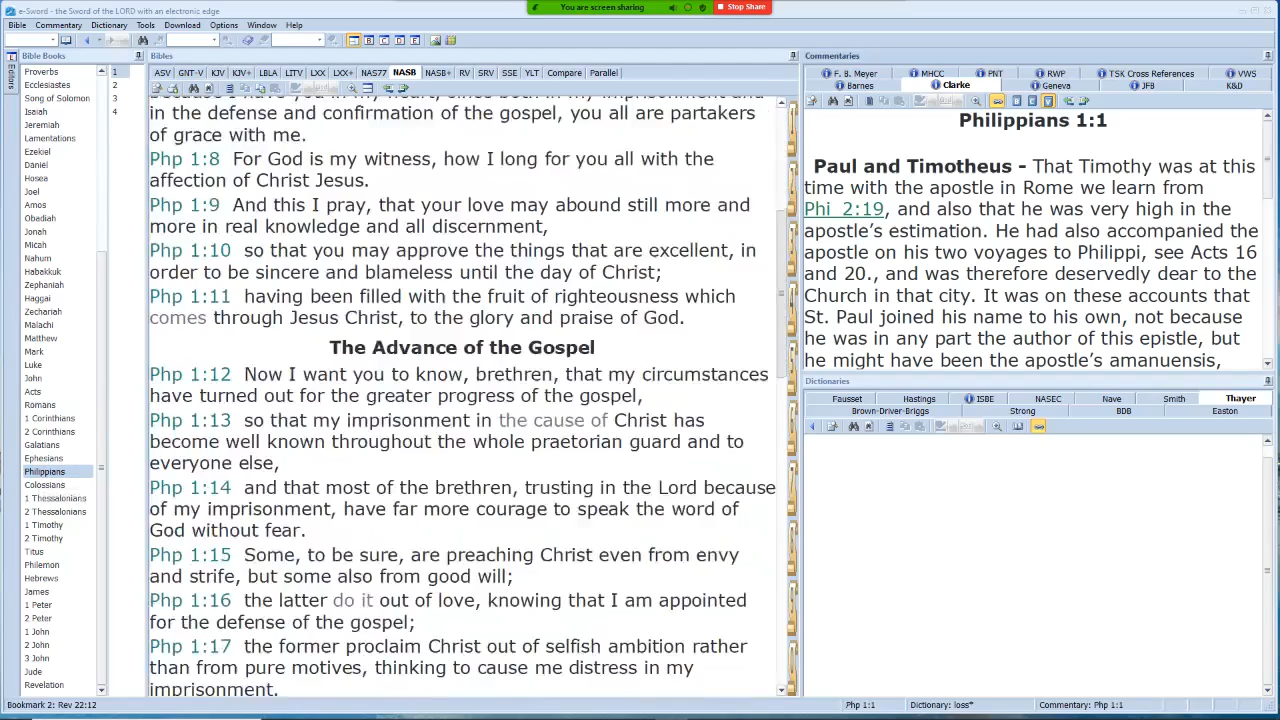 e-Sword - the Sword of the LORD with an electronic edge
You are screen sharing
Stop Share
Bible Commentary Dictionary Tools Download Options Window Help
B C D E
Editors
Bible Books
Proverbs
Ecclesiastes
Song of Solomon
Isaiah
Jeremiah
Lamentations
Ezekiel
Daniel
Hosea
Joel
Amos
Obadiah
Jonah
Micah
Nahum
Habakkuk
Zephaniah
Haggai
Zechariah
Malachi
Matthew
Mark
Luke
John
Acts
Romans
1 Corinthians
2 Corinthians
Galatians
Ephesians
Philippians
Colossians
1 Thessalonians
2 Thessalonians
1 Timothy
2 Timothy
Titus
Philemon
Hebrews
James
1 Peter
2 Peter
1 John
2 John
3 John
Jude
Revelation
1
2
3
4
Bibles
ASV GNT-V KJV KJV+ LBLA LITV LXX LXX+ NAS77 NASB NASB+ RV SRV SSE YLT Compare Parallel
in the defense and confirmation of the gospel, you all are partakers
of grace with me.
Php 1:8 For God is my witness, how I long for you all with the
affection of Christ Jesus.
Php 1:9 And this I pray, that your love may abound still more and
more in real knowledge and all discernment,
Php 1:10 so that you may approve the things that are excellent, in
order to be sincere and blameless until the day of Christ;
Php 1:11 having been filled with the fruit of righteousness which
comes through Jesus Christ, to the glory and praise of God.
The Advance of the Gospel
Php 1:12 Now I want you to know, brethren, that my circumstances
have turned out for the greater progress of the gospel,
Php 1:13 so that my imprisonment in the cause of Christ has
become well known throughout the whole praetorian guard and to
everyone else,
Php 1:14 and that most of the brethren, trusting in the Lord because
of my imprisonment, have far more courage to speak the word of
God without fear.
Php 1:15 Some, to be sure, are preaching Christ even from envy
and strife, but some also from good will;
Php 1:16 the latter do it out of love, knowing that I am appointed
for the defense of the gospel;
Php 1:17 the former proclaim Christ out of selfish ambition rather
than from pure motives, thinking to cause me distress in my
imprisonment.
Commentaries
F. B. Meyer MHCC PNT RWP TSK Cross References VWS
Barnes Clarke Geneva JFB K&D
B C V
Philippians 1:1
Paul and Timotheus - That Timothy was at this
time with the apostle in Rome we learn from
Phi_2:19, and also that he was very high in the
apostle's estimation. He had also accompanied the
apostle on his two voyages to Philippi, see Acts 16
and 20., and was therefore deservedly dear to the
Church in that city. It was on these accounts that
St. Paul joined his name to his own, not because
he was in any part the author of this epistle, but
he might have been the apostle's amanuensis,
Dictionaries
Fausset Hastings ISBE NASEC Nave Smith Thayer
Brown-Driver-Briggs Strong BDB Easton
Bookmark 2: Rev 22:12
Php 1:1
Dictionary: loss*
Commentary: Php 1:1